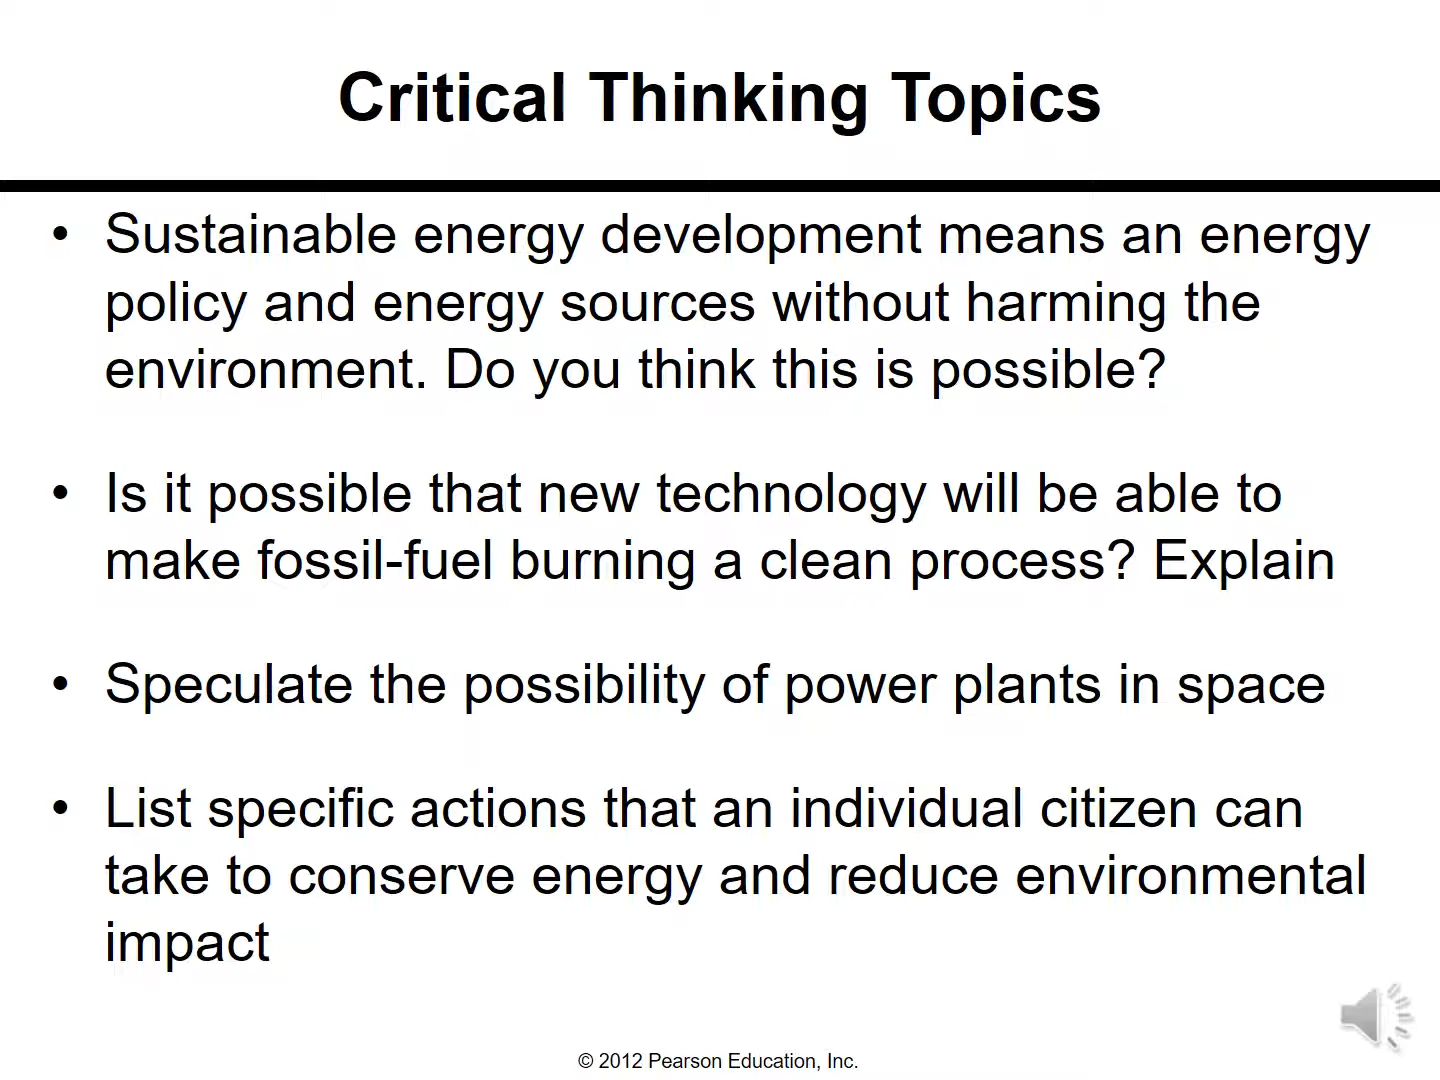 Critical Thinking Topics
• Sustainable energy development means an energy
policy and energy sources without harming the
environment. Do you think this is possible?
• Is it possible that new technology will be able to
make fossil-fuel burning a clean process? Explain
• Speculate the possibility of power plants in space
• List specific actions that an individual citizen can
take to conserve energy and reduce environmental
impact
© 2012 Pearson Education, Inc.